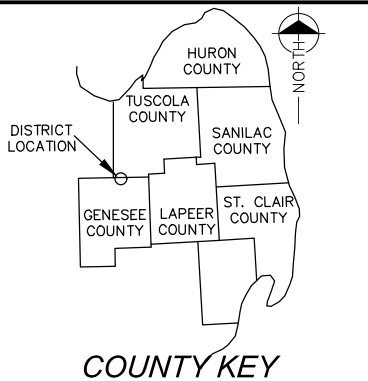 HURON
COUNTY
NORTH
TUSCOLA
COUNTY
DISTRICT
LOCATION
SANILAC
COUNTY
GENESEE
COUNTY
LAPEER
COUNTY
ST. CLAIR
COUNTY
COUNTY KEY